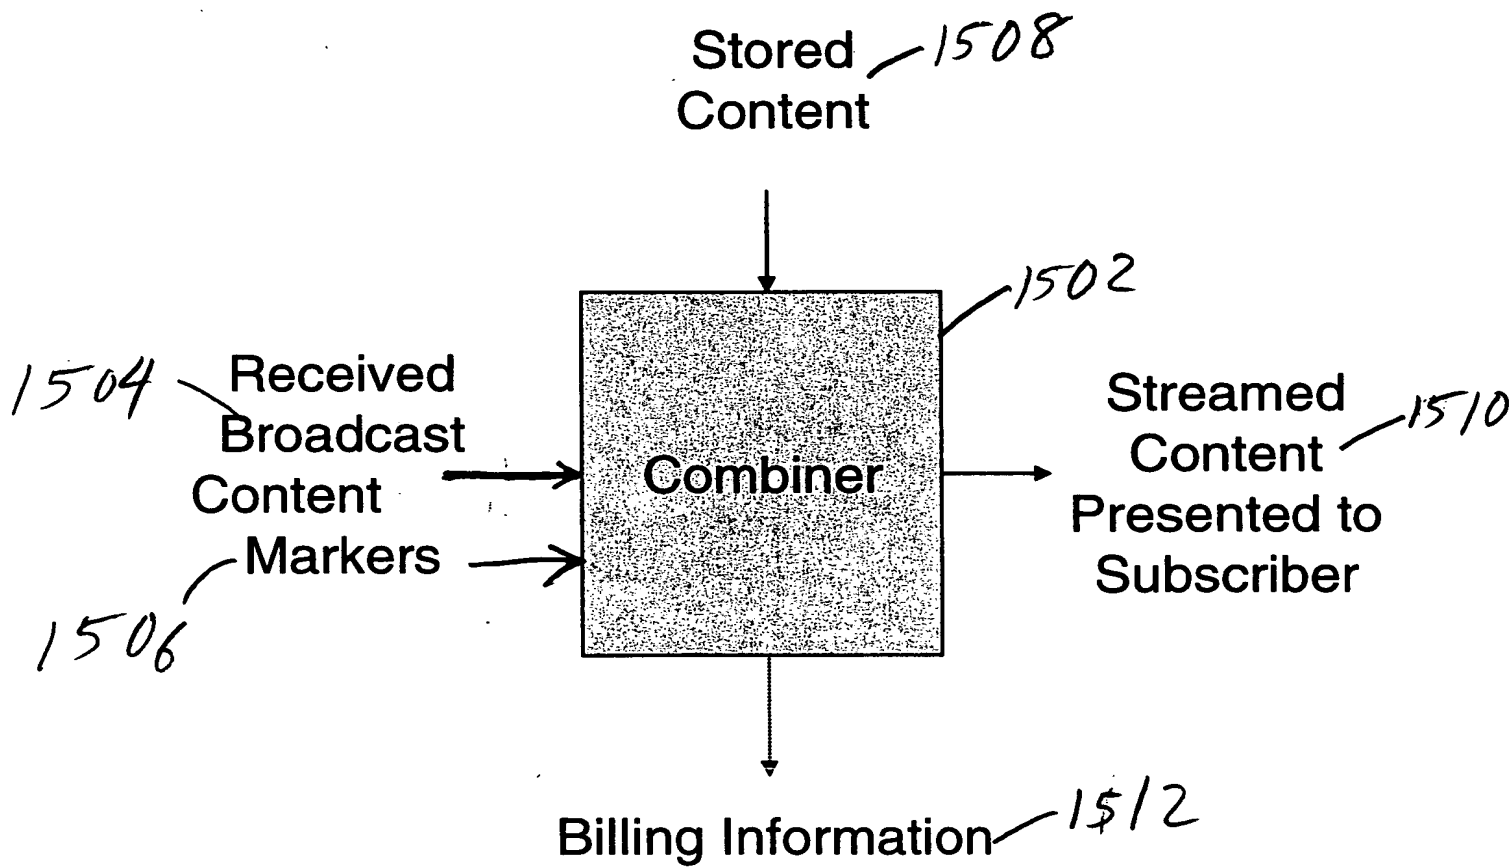 Stored 1508
Content
1502
1504 Received
Broadcast
Content
Markers
1506
Combiner
Streamed
Content 1510
Presented to
Subscriber
Billing Information 1512